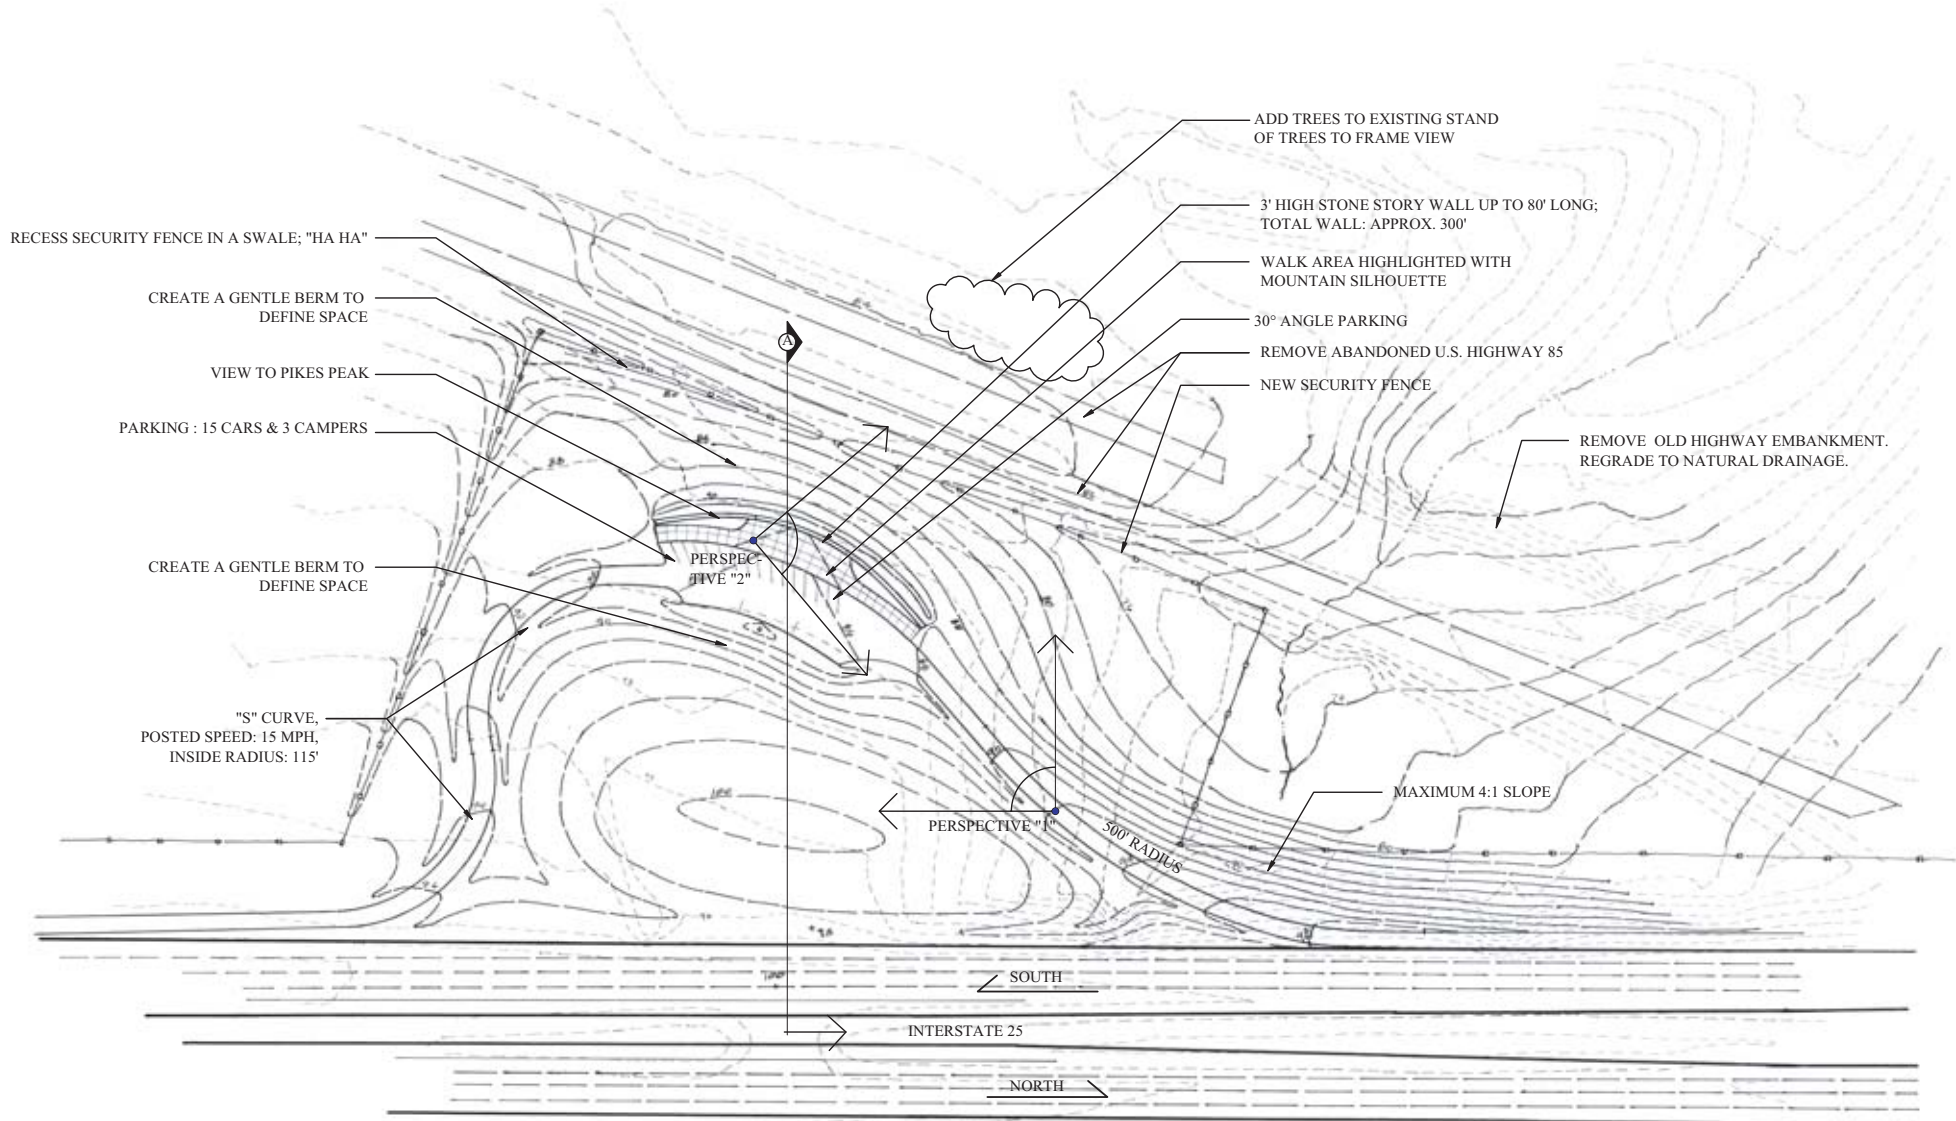 ADD TREES TO EXISTING STAND
OF TREES TO FRAME VIEW
3' HIGH STONE STORY WALL UP TO 80' LONG;
TOTAL WALL: APPROX. 300'
WALK AREA HIGHLIGHTED WITH
MOUNTAIN SILHOUETTE
30° ANGLE PARKING
REMOVE ABANDONED U.S. HIGHWAY 85
NEW SECURITY FENCE
REMOVE OLD HIGHWAY EMBANKMENT.
REGRADE TO NATURAL DRAINAGE.
RECESS SECURITY FENCE IN A SWALE; "HA HA"
CREATE A GENTLE BERM TO
DEFINE SPACE
VIEW TO PIKES PEAK
PARKING : 15 CARS & 3 CAMPERS
CREATE A GENTLE BERM TO
DEFINE SPACE
"S" CURVE,
POSTED SPEED: 15 MPH,
INSIDE RADIUS: 115'
A
PERSPEC-
TIVE "2"
PERSPECTIVE "1"
500' RADIUS
MAXIMUM 4:1 SLOPE
100
100
SOUTH
INTERSTATE 25
NORTH